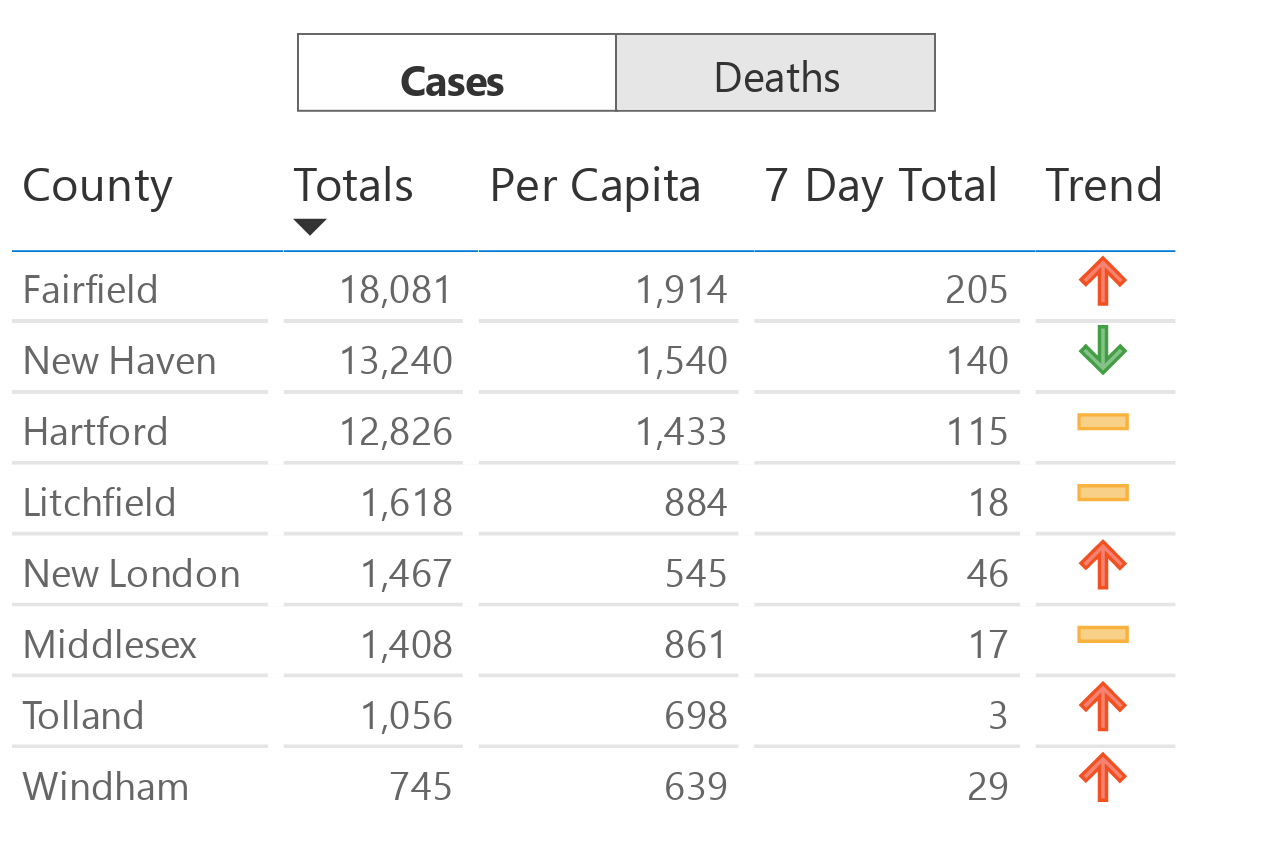 Cases Deaths
County Totals Per Capita 7 Day Total Trend
Fairfield 18,081 1,914 205
New Haven 13,240 1,540 140
Hartford 12,826 1,433 115
Litchfield 1,618 884 18
New London 1,467 545 46
Middlesex 1,408 861 17
Tolland 1,056 698 3
Windham 745 639 29